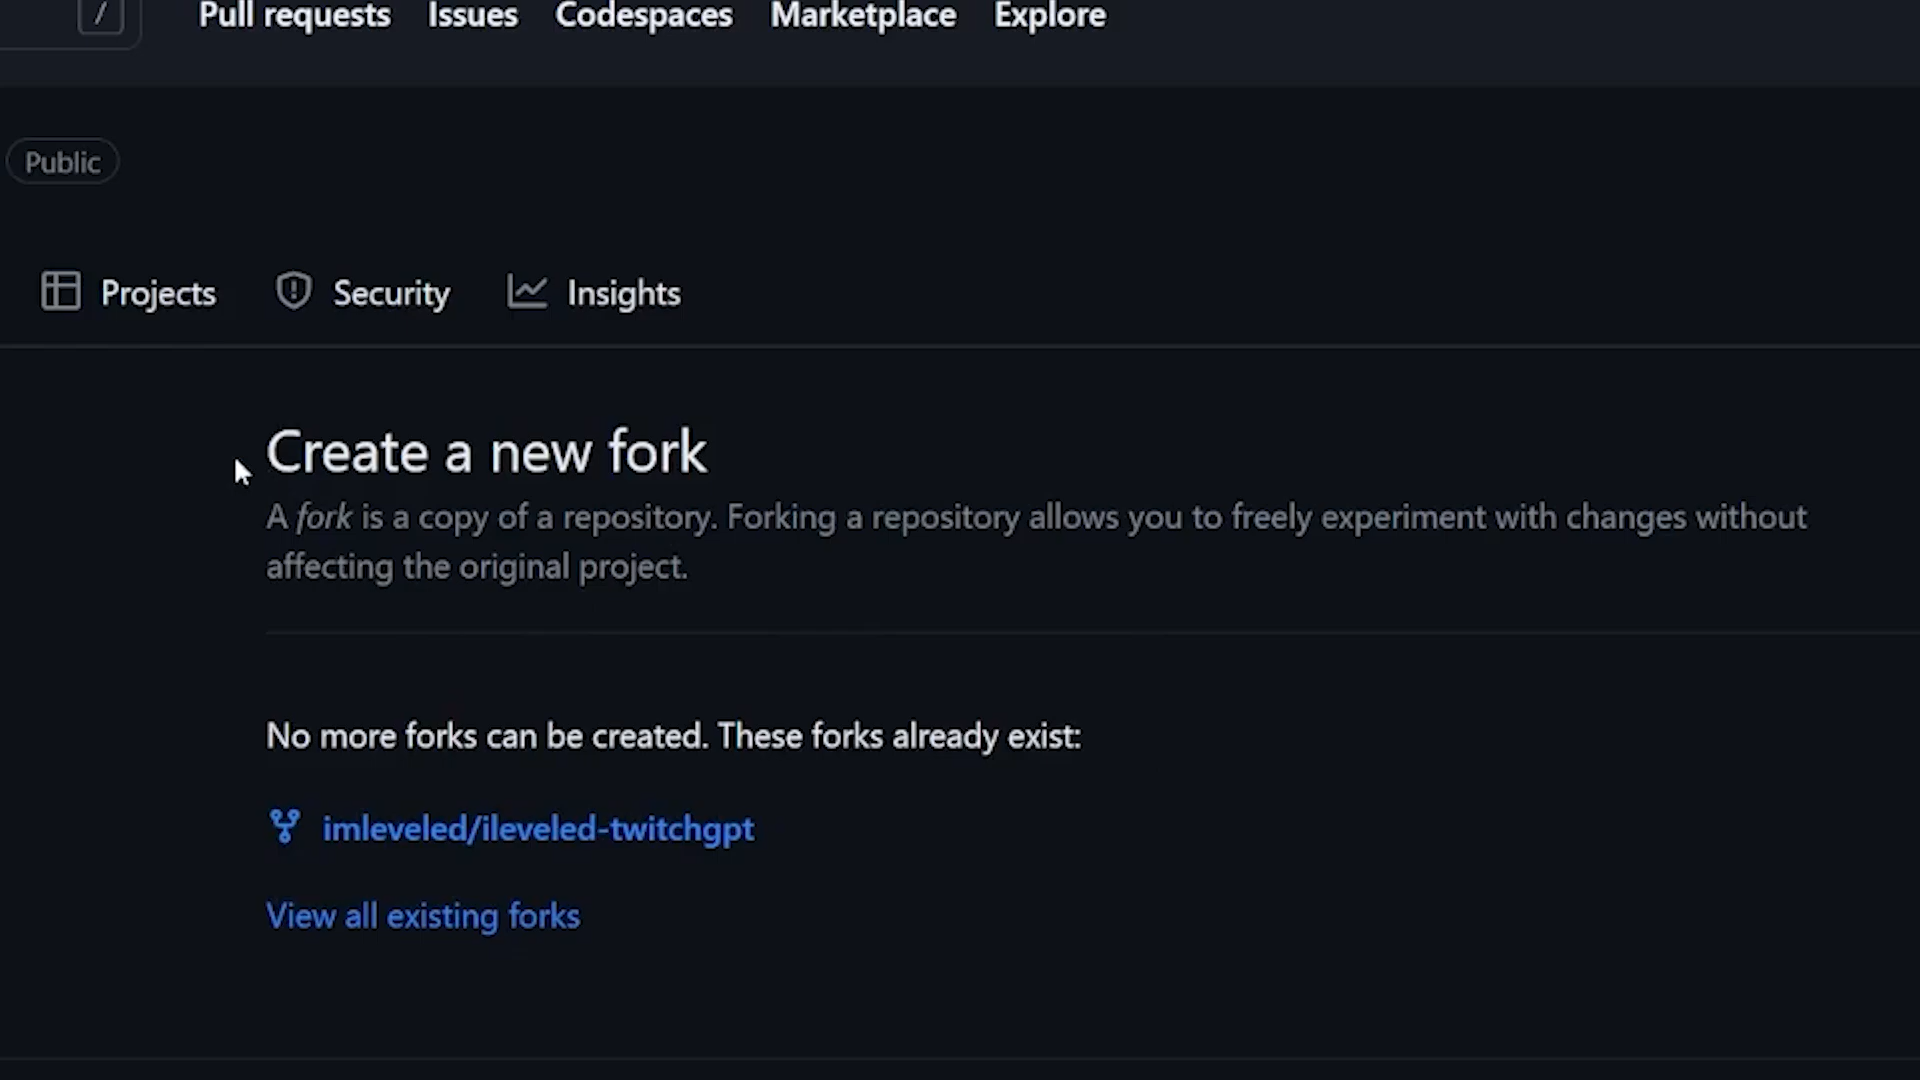 /
Pull requests Issues Codespaces Marketplace Explore
Public
Projects Security Insights
Create a new fork
A fork is a copy of a repository. Forking a repository allows you to freely experiment with changes without
affecting the original project.
No more forks can be created. These forks already exist:
imleveled/ileveled-twitchgpt
View all existing forks